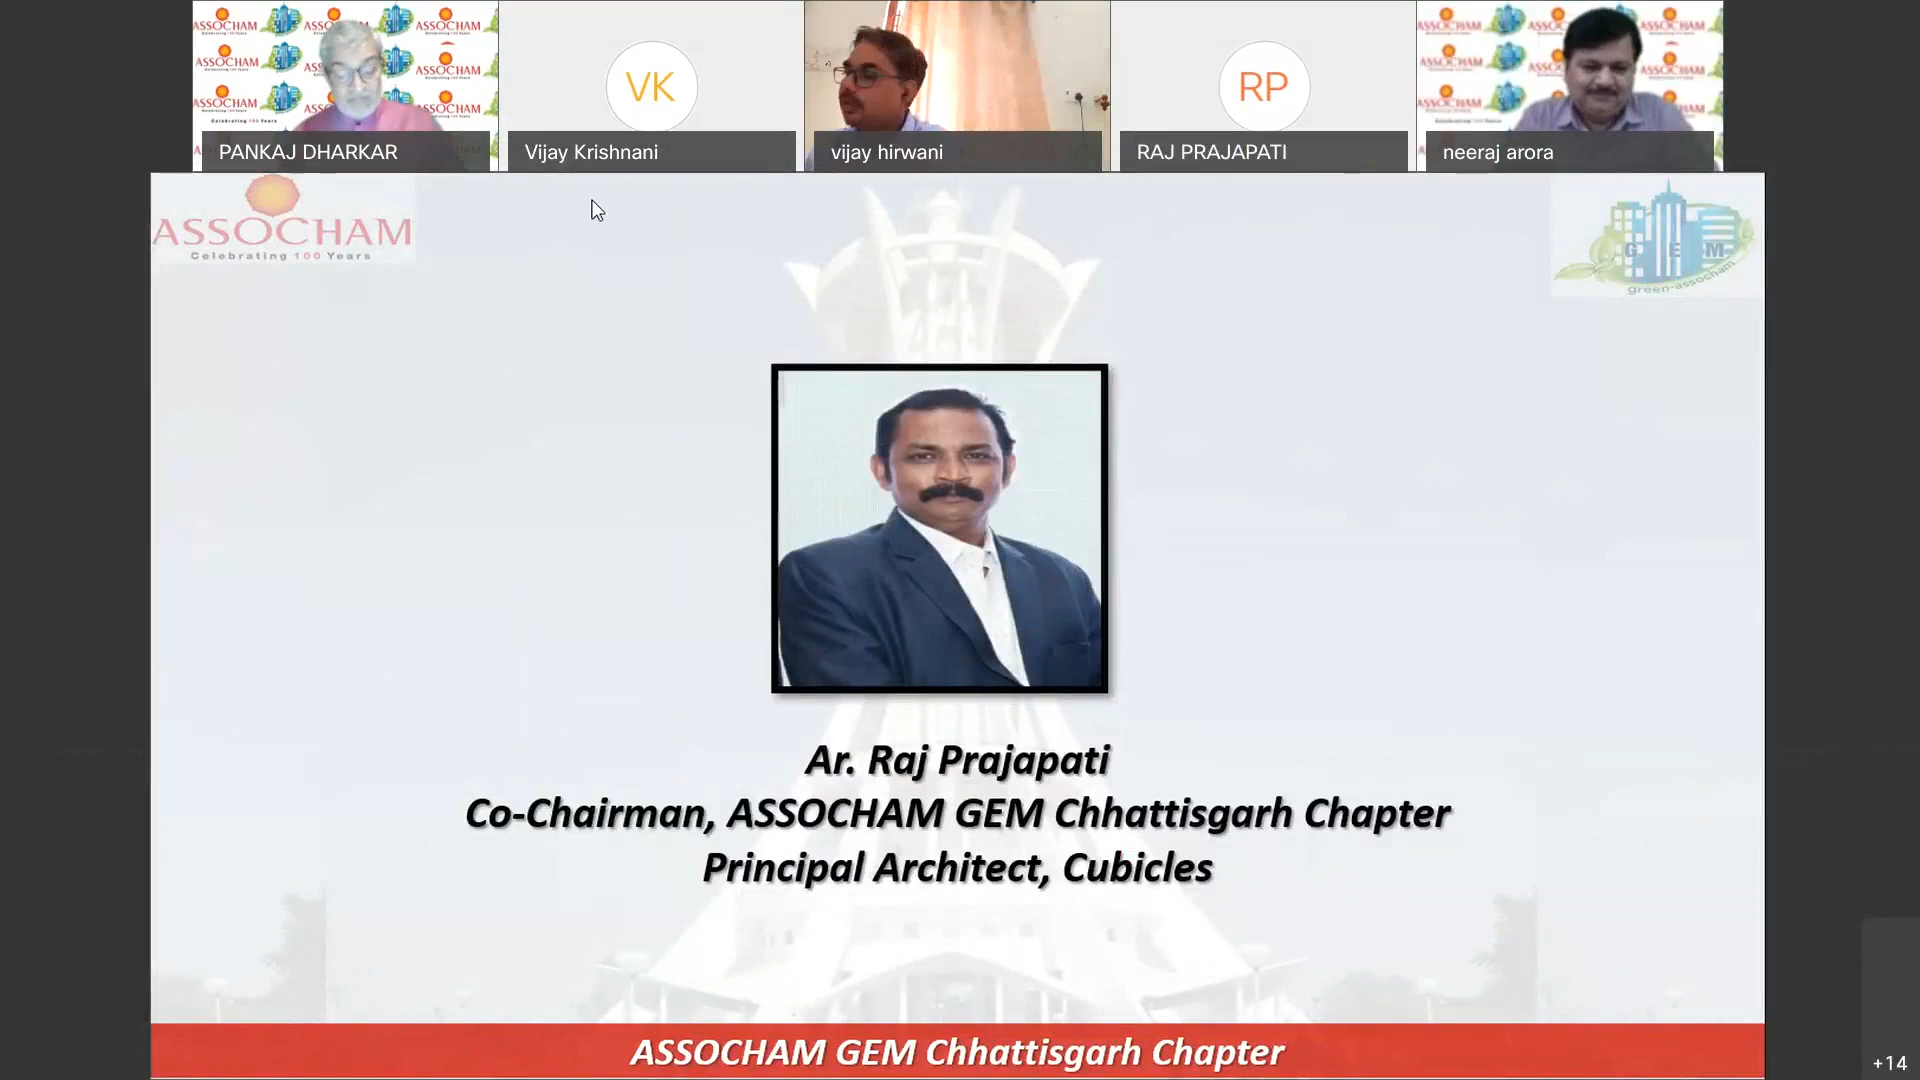 PANKAJ DHARKAR
VK
Vijay Krishnani
vijay hirwani
RP
RAJ PRAJAPATI
neeraj arora
ASSOCHAM
Celebrating 100 Years
GEM
green-assocham
Ar. Raj Prajapati
Co-Chairman, ASSOCHAM GEM Chhattisgarh Chapter
Principal Architect, Cubicles
ASSOCHAM GEM Chhattisgarh Chapter
+14